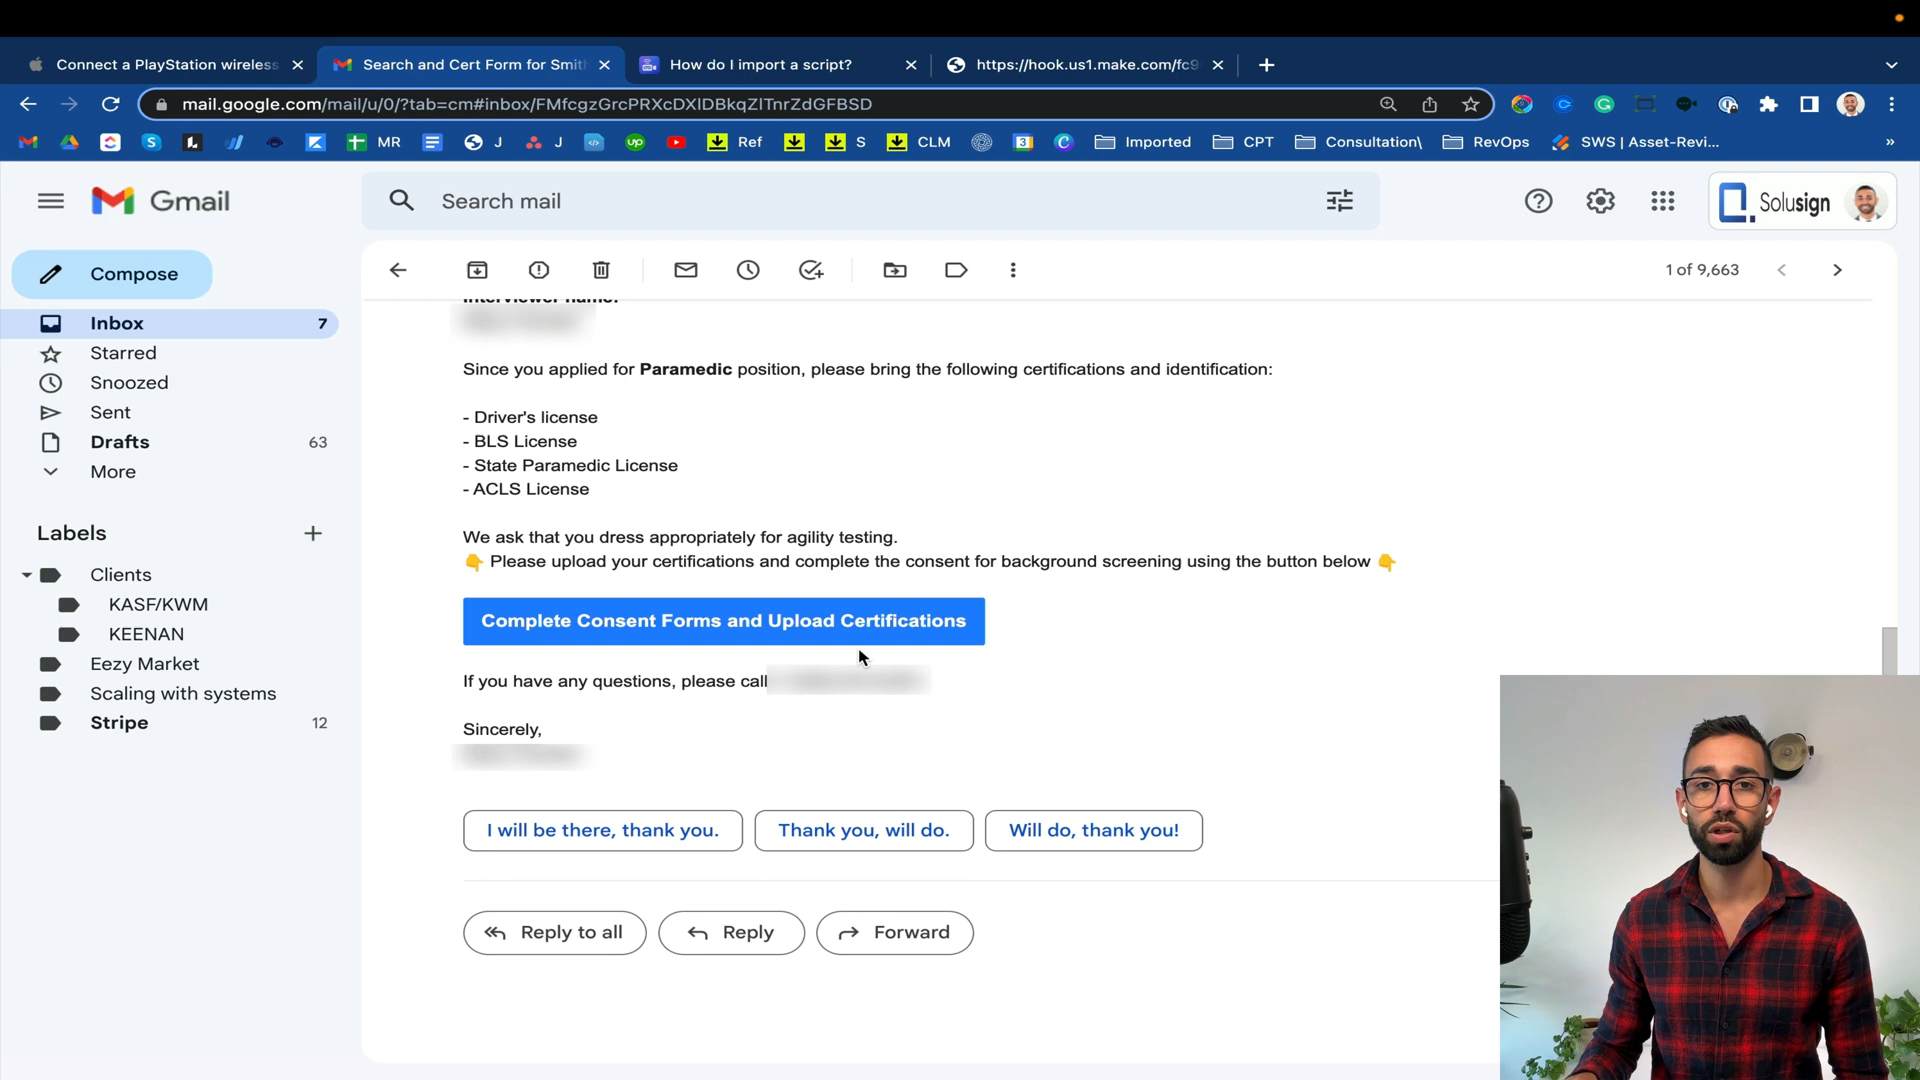 Connect a PlayStation wireless
Search and Cert Form for Smit
How do I import a script?
https://hook.us1.make.com/fc9
mail.google.com/mail/u/0/?tab=cm#inbox/FMfcgzGrcPRXcDXlDBkqZlTnrZdGFBSD
MR
J
J
Ref
S
CLM
Imported
CPT
Consultation\
RevOps
SWS | Asset-Revi...
Gmail
Search mail
Solusign
Compose
1 of 9,663
Inbox 7
Starred
Snoozed
Sent
Drafts 63
More
Labels
Clients
KASF/KWM
KEENAN
Eezy Market
Scaling with systems
Stripe 12
Interviewer name:
Since you applied for Paramedic position, please bring the following certifications and identification:
- Driver's license
- BLS License
- State Paramedic License
- ACLS License
We ask that you dress appropriately for agility testing.
👇 Please upload your certifications and complete the consent for background screening using the button below 👇
Complete Consent Forms and Upload Certifications
If you have any questions, please call
Sincerely,
I will be there, thank you.
Thank you, will do.
Will do, thank you!
Reply to all
Reply
Forward